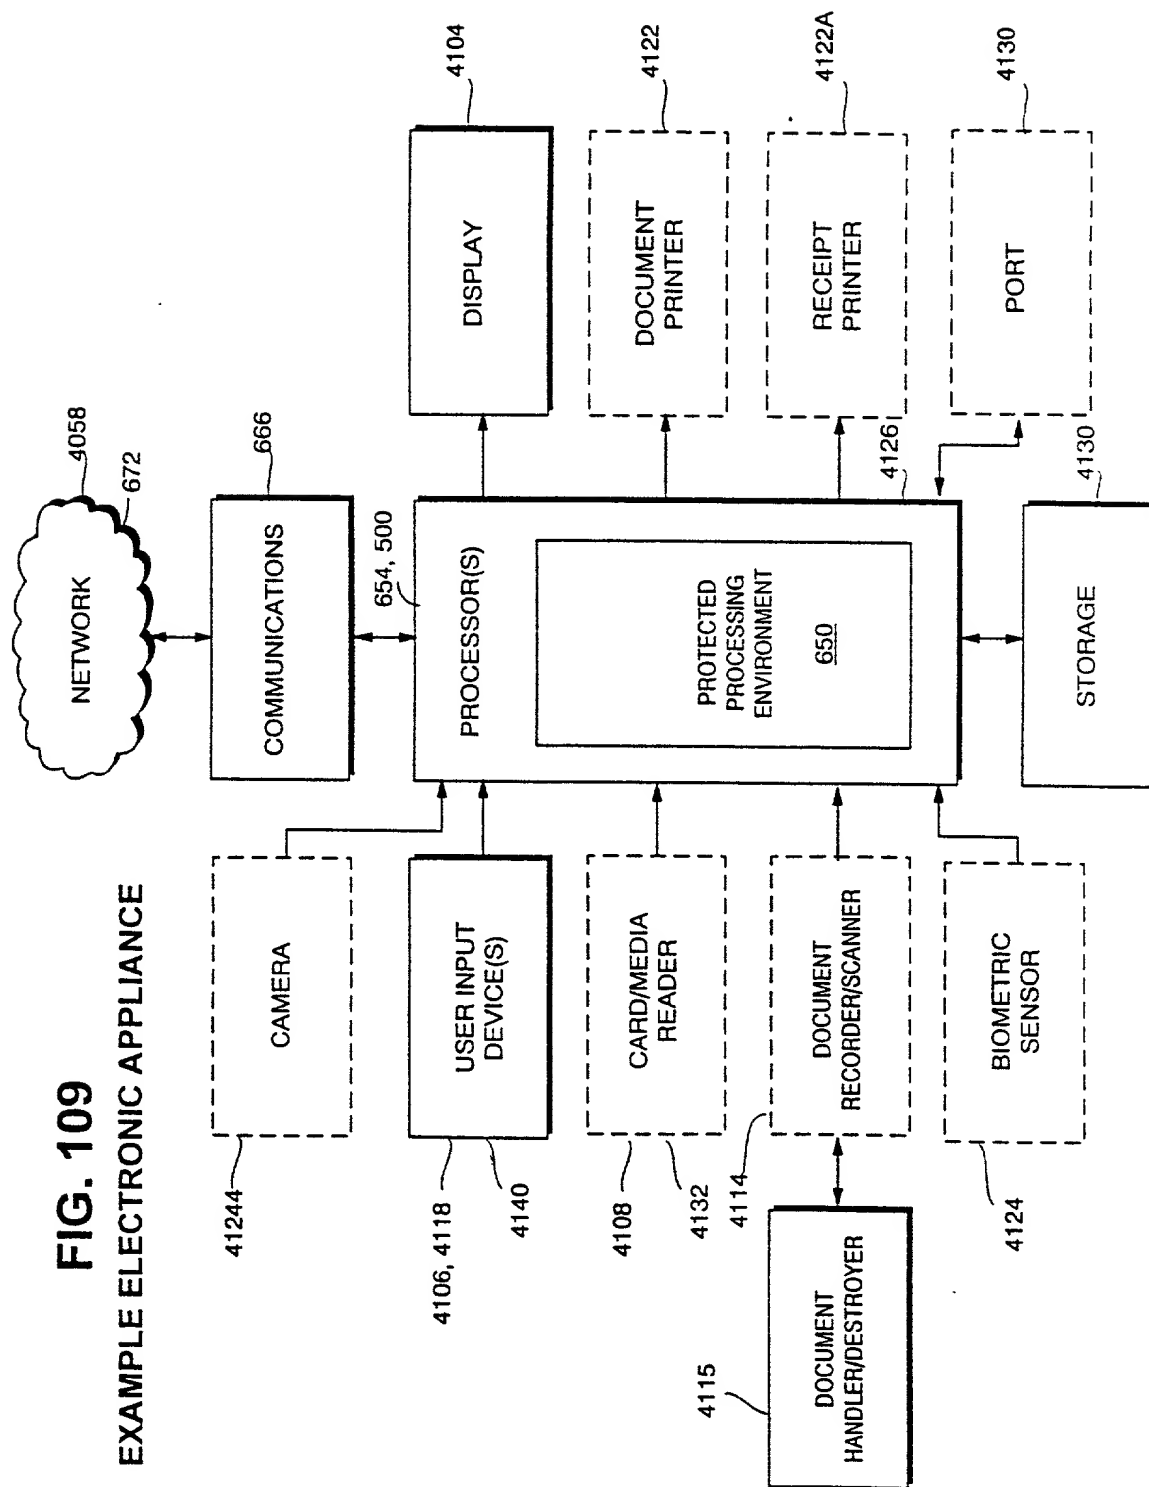 FIG. 109
EXAMPLE ELECTRONIC APPLIANCE
NETWORK
4058
672
COMMUNICATIONS
666
CAMERA
41244
USER INPUT
DEVICE(S)
4106, 4118
4140
CARD/MEDIA
READER
4108
4132
DOCUMENT
RECORDER/SCANNER
4114
DOCUMENT
HANDLER/DESTROYER
4115
BIOMETRIC
SENSOR
4124
654, 500
PROCESSOR(S)
PROTECTED
PROCESSING
ENVIRONMENT
650
4126
DISPLAY
4104
DOCUMENT
PRINTER
4122
RECEIPT
PRINTER
4122A
PORT
4130
STORAGE
4130